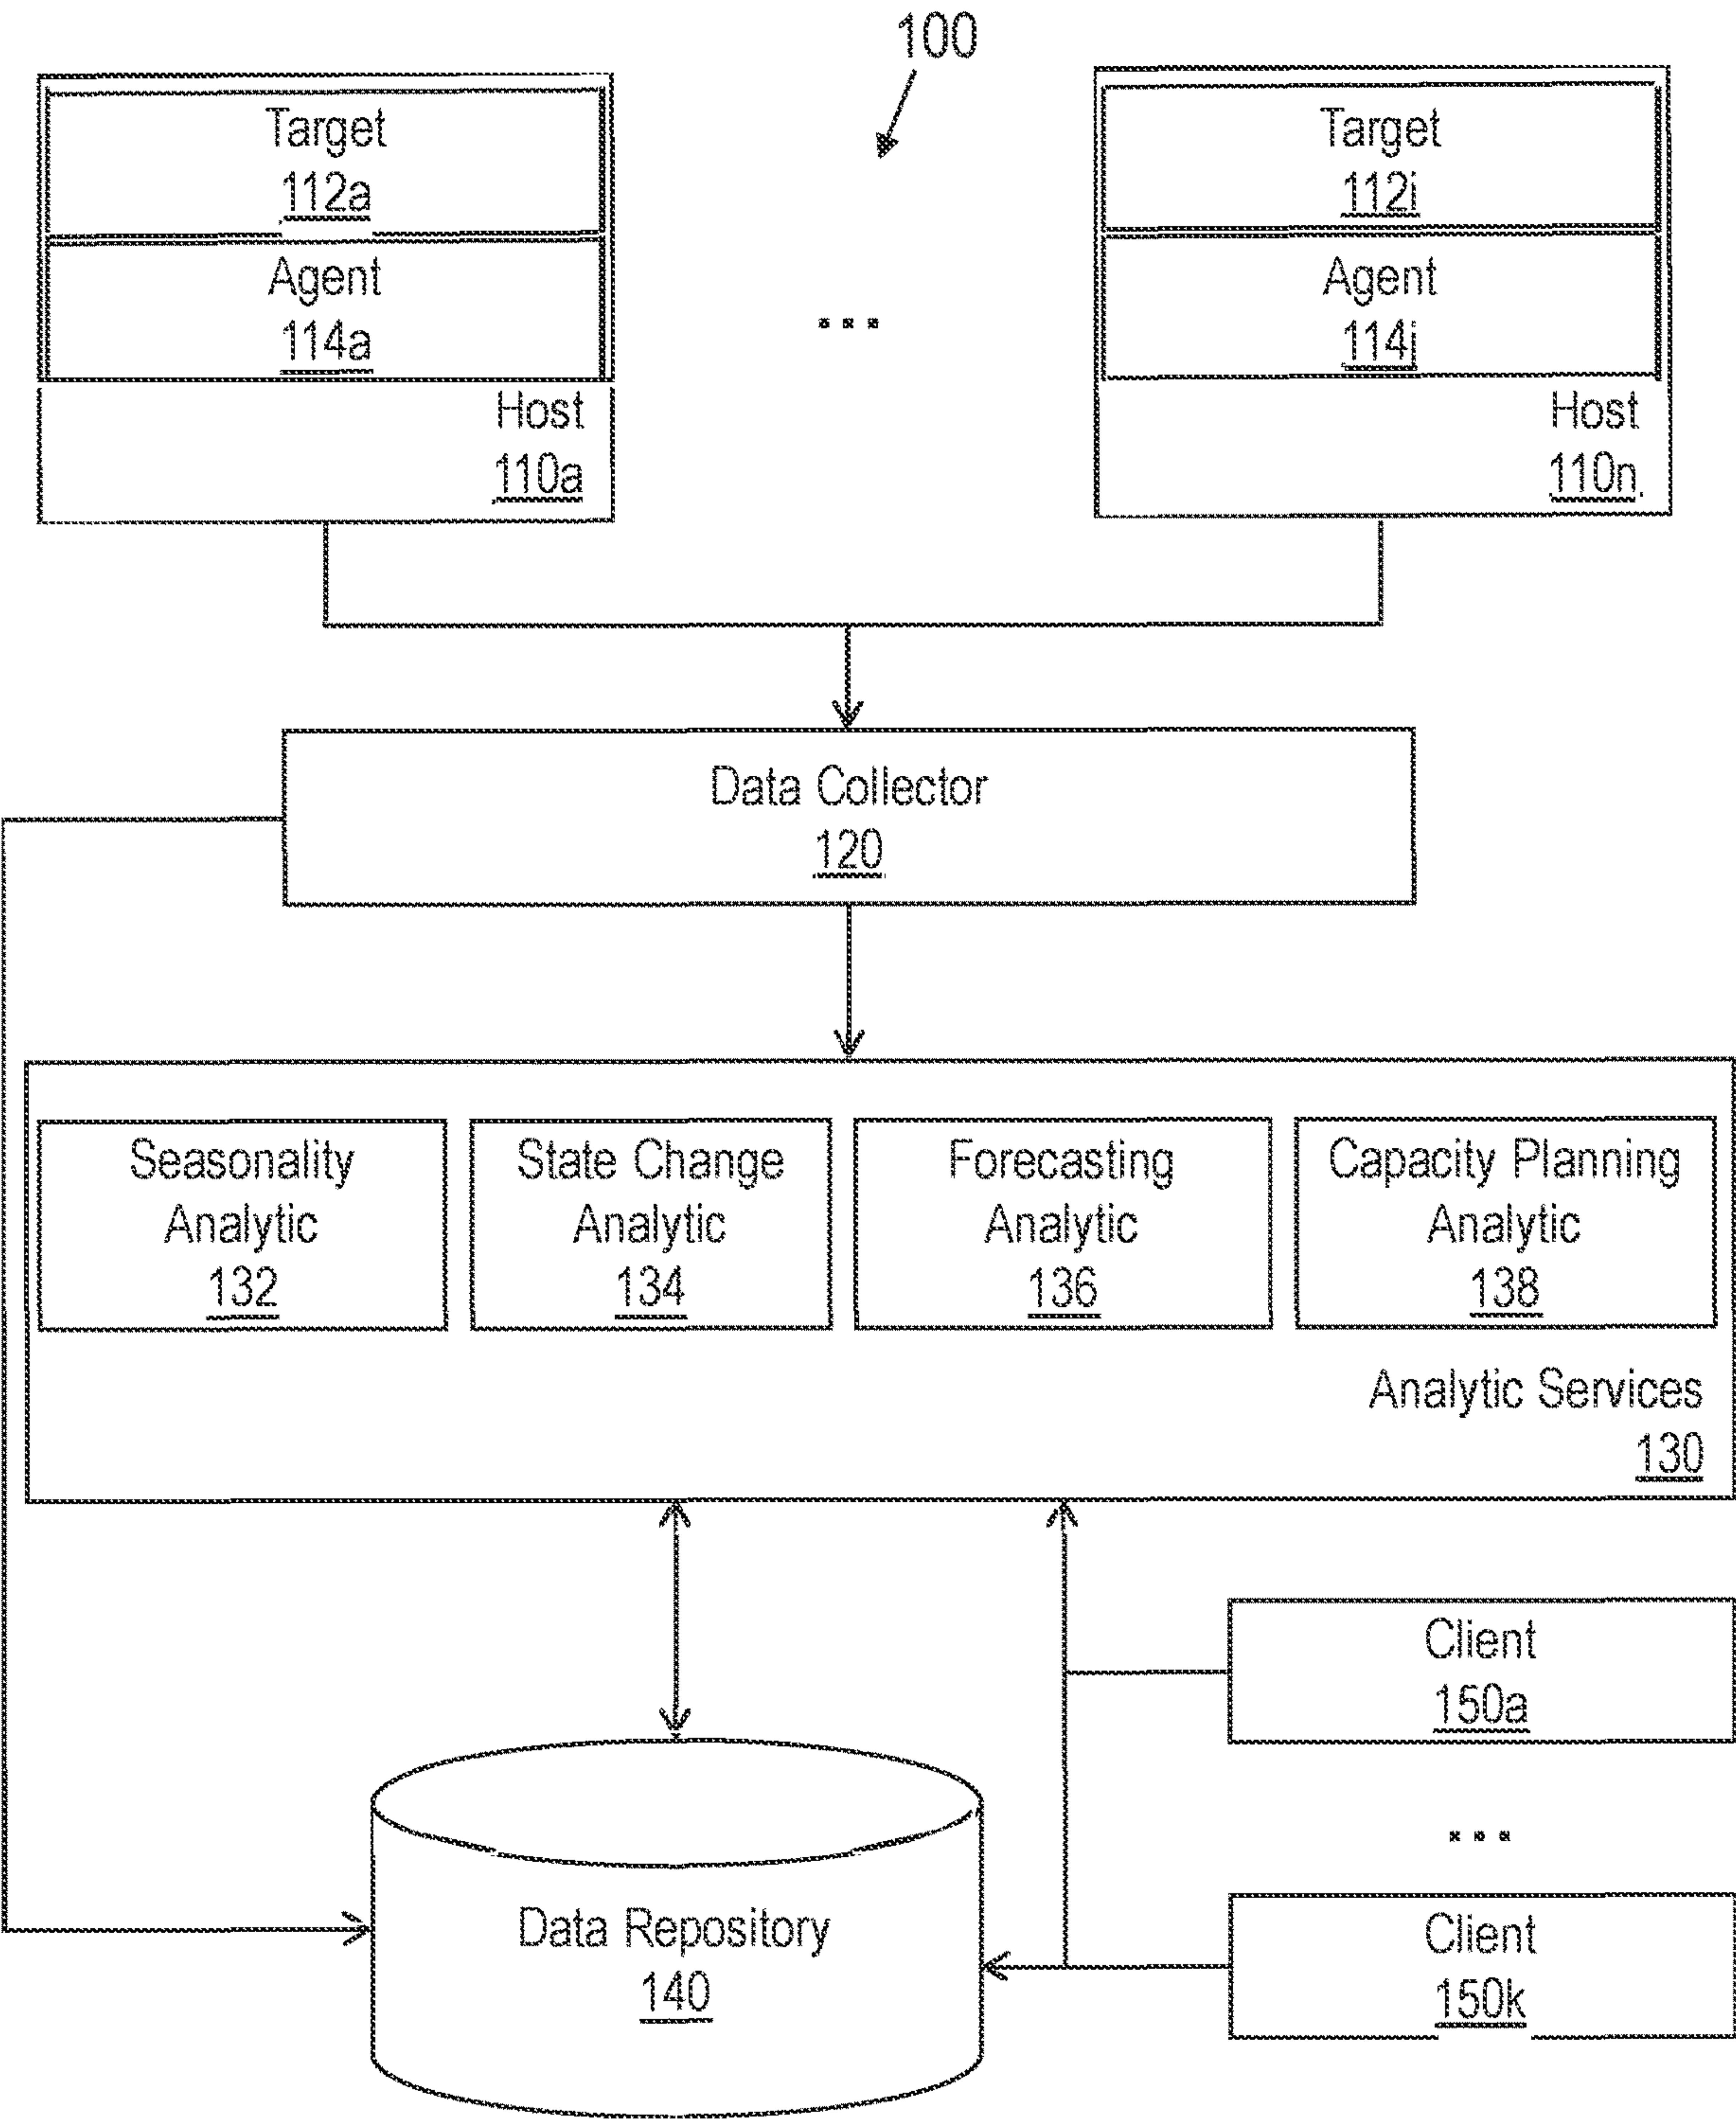 100
Target
112a
Agent
114a
Host
110a
...
Target
112i
Agent
114j
Host
110n
Data Collector
120
Seasonality
Analytic
132
State Change
Analytic
134
Forecasting
Analytic
136
Capacity Planning
Analytic
138
Analytic Services
130
Client
150a
...
Client
150k
Data Repository
140